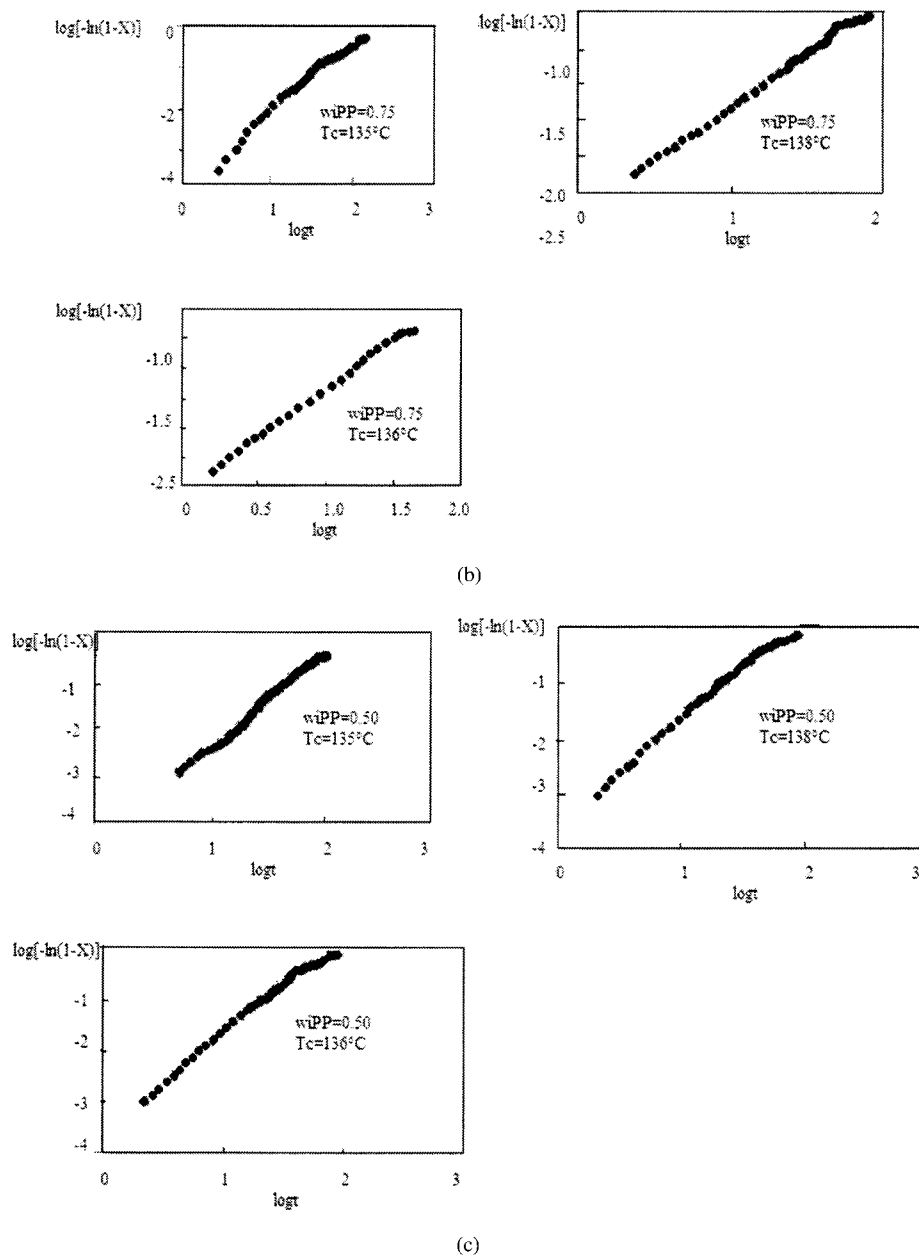 log[-ln(1-X)]
0
-2
-4
wiPP=0.75
Tc=135°C
0 1 2 3
logt
log[-ln(1-X)]
-1.0
-1.5
-2.0
-2.5
wiPP=0.75
Tc=138°C
0 1 2
logt
log[-ln(1-X)]
-1.0
-1.5
-2.5
wiPP=0.75
Tc=136°C
0 0.5 1.0 1.5 2.0
logt
(b)
log[-ln(1-X)
-1
-2
-3
-4
wiPP=0.50
Tc=135°C
0 1 2 3
logt
log[-ln(1-X)]
-1
-2
-3
-4
wiPP=0.50
Tc=138°C
0 1 2 3
logt
log[-ln(1-X)]
-1
-2
-3
-4
wiPP=0.50
Tc=136°C
0 1 2 3
logt
(c)